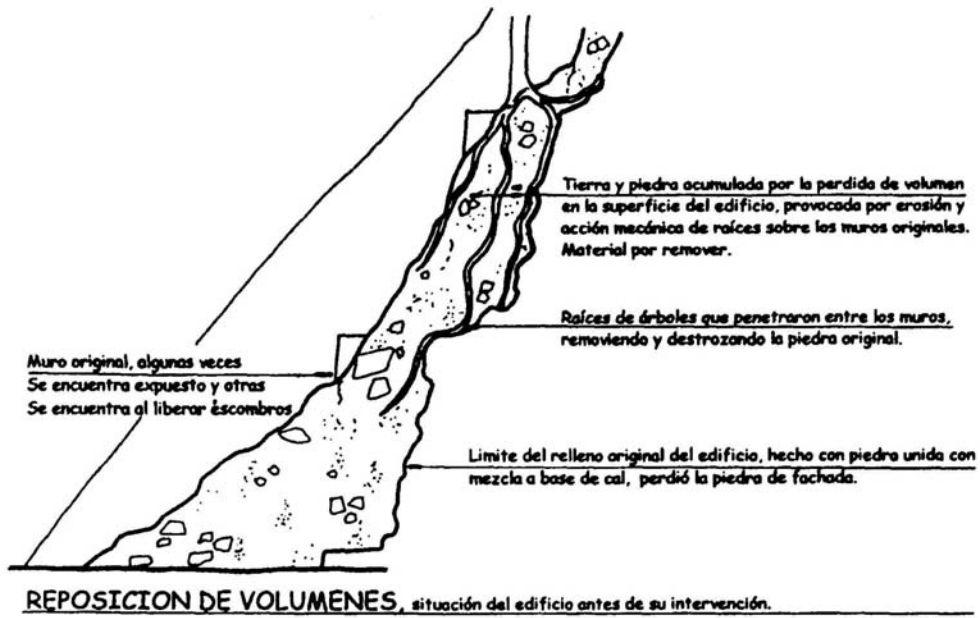 Tierra y piedra acumulada por la perdida de volumen
en la superficie del edificio, provocada por erosión y
acción mecánica de raíces sobre los muros originales.
Material por remover.
Raíces de árboles que penetraron entre los muros,
removiendo y destrozando la piedra original.
Muro original, algunas veces
Se encuentra expuesto y otras
Se encuentra al liberar éscombros
Limite del relleno original del edificio, hecho con piedra unida con
mezcla a base de cal, perdió la piedra de fachada.
REPOSICION DE VOLUMENES, situación del edificio antes de su intervención.